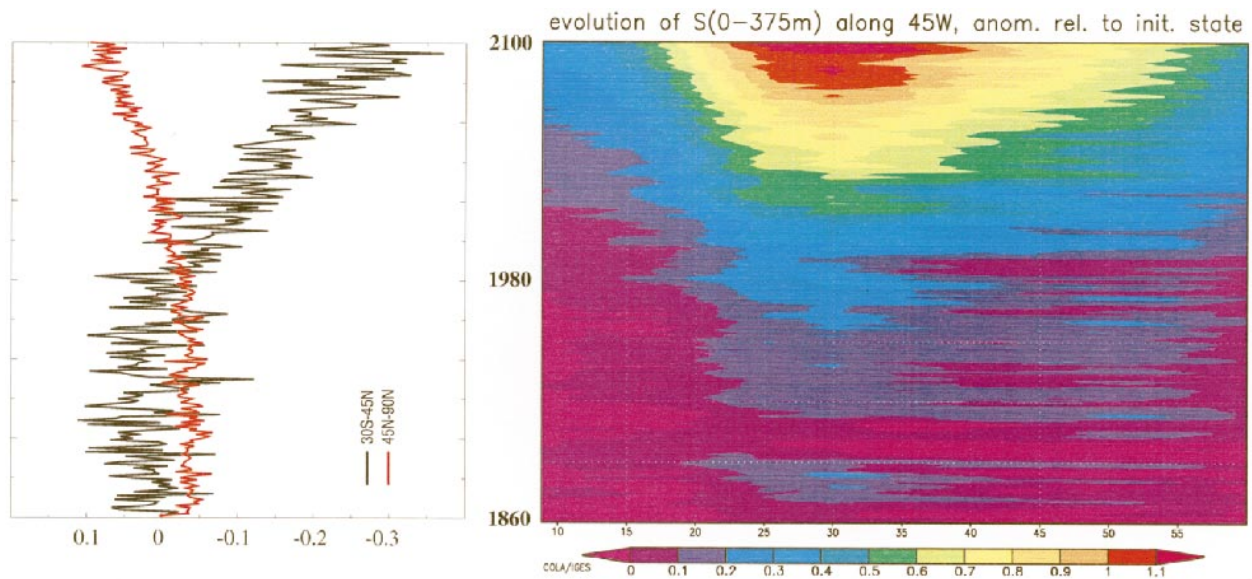 evolution of S(0-375m) along 45W, anom. rel. to init. state
2100
1980
1860
30S-45N
45N-90N
0.1 0 -0.1 -0.2 -0.3
10 15 20 25 30 35 40 45 50 55
COLA/IGES
0 0.1 0.2 0.3 0.4 0.5 0.6 0.7 0.8 0.9 1 1.1